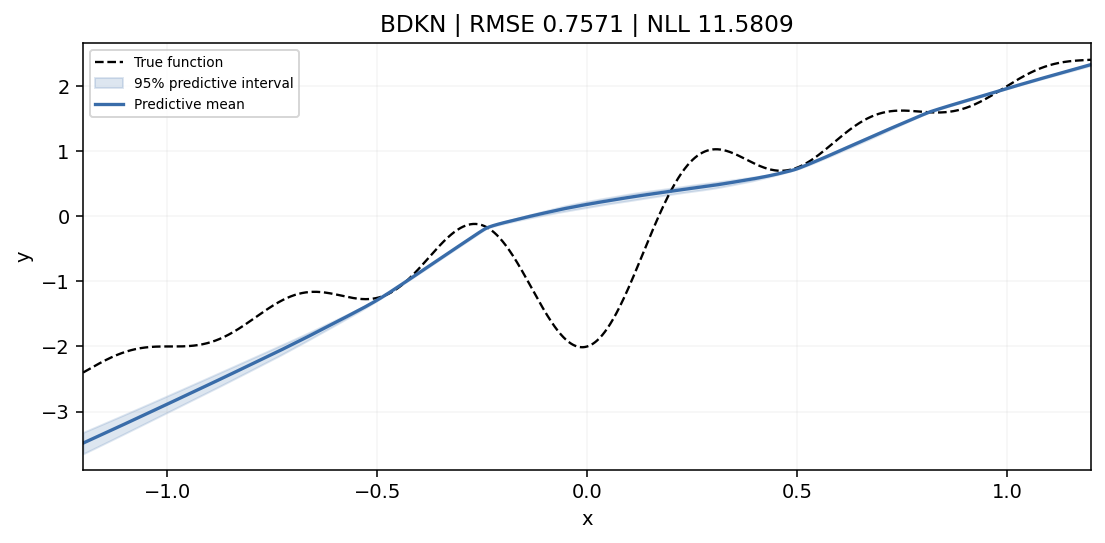 BDKN | RMSE 0.7571 | NLL 11.5809
True function
95% predictive interval
Predictive mean
2
1
0
−1
−2
−3
y
−1.0 −0.5 0.0 0.5 1.0
x